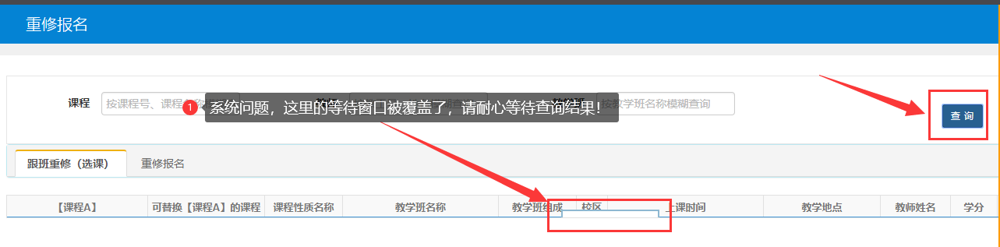 重修报名
课程 按课程号、课程
1 系统问题，这里的等待窗口被覆盖了，请耐心等待查询结果！
按教学班名称模糊查询
查 询
跟班重修（选课） 重修报名
【课程A】 可替换【课程A】的课程 课程性质名称 教学班名称 教学班组成 校区 上课时间 教学地点 教师姓名 学分